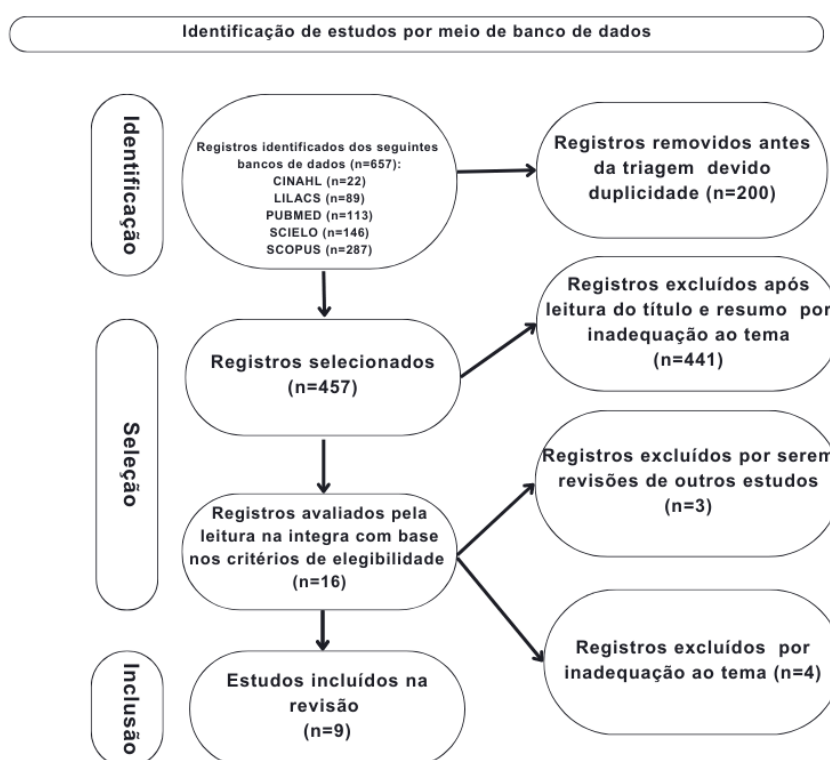 Identificação de estudos por meio de banco de dados
Identificação
Registros identificados dos seguintes
bancos de dados (n=657):
CINAHL (n=22)
LILACS (n=89)
PUBMED (n=113)
SCIELO (n=146)
SCOPUS (n=287)
Registros removidos antes
da triagem devido
duplicidade (n=200)
Seleção
Registros selecionados
(n=457)
Registros excluídos após
leitura do título e resumo por
inadequação ao tema
(n=441)
Registros avaliados pela
leitura na integra com base
nos critérios de elegibilidade
(n=16)
Registros excluídos por serem
revisões de outros estudos
(n=3)
Registros excluídos por
inadequação ao tema (n=4)
Inclusão
Estudos incluídos na
revisão
(n=9)